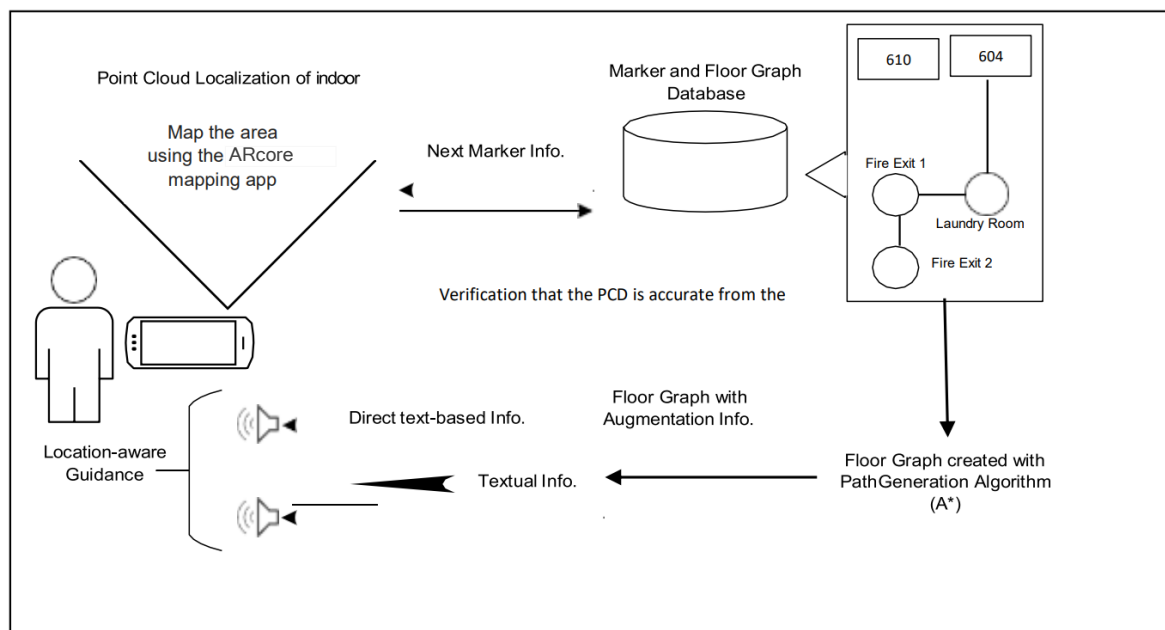 Point Cloud Localization of indoor
Map the area
using the ARcore
mapping app
Next Marker Info.
Marker and Floor Graph
Database
610
604
Fire Exit 1
Laundry Room
Fire Exit 2
Verification that the PCD is accurate from the
Floor Graph with
Augmentation Info.
Direct text-based Info.
Location-aware
Guidance
Textual Info.
Floor Graph created with
PathGeneration Algorithm
(A*)